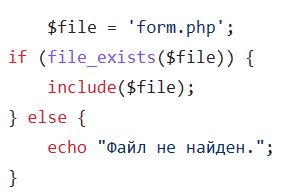 $file = 'form.php';
if (file_exists($file)) {
    include($file);
} else {
    echo "Файл не найден.";
}